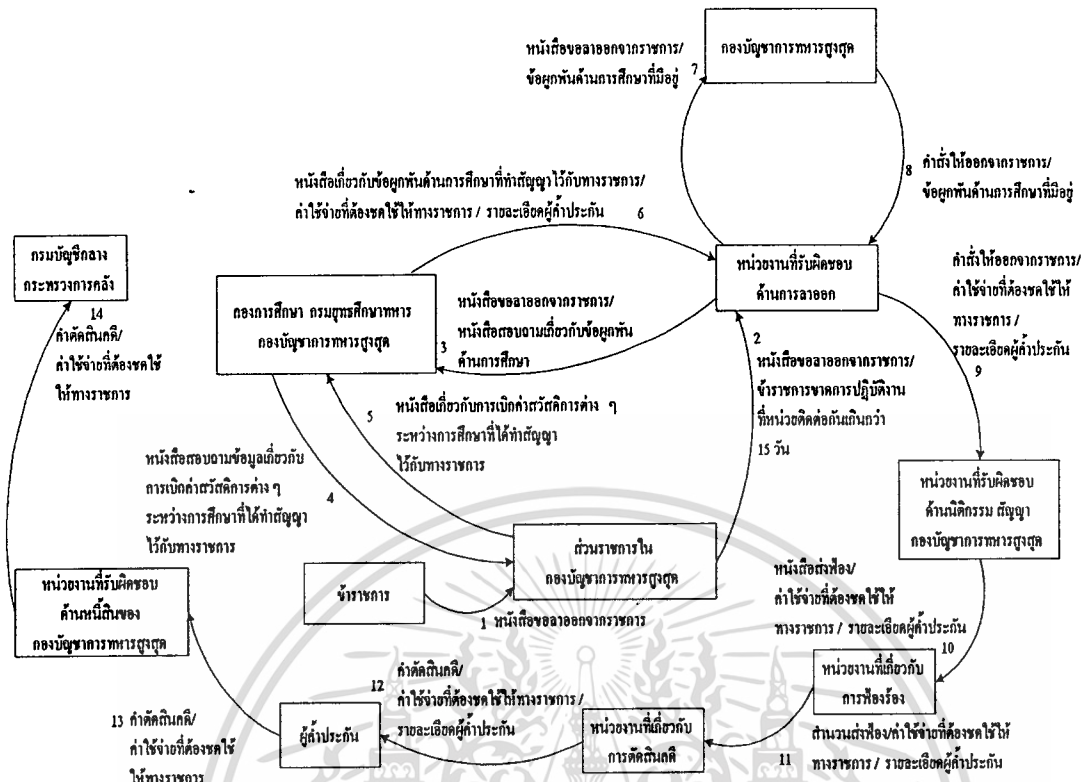 หนังสือขอลาออกจากราชการ/
ข้อผูกพันด้านการศึกษาที่มีอยู่
7
กองบัญชาการทหารสูงสุด
8
คำสั่งให้ออกจากราชการ/
ข้อผูกพันด้านการศึกษาที่มีอยู่
หนังสือเกี่ยวกับข้อผูกพันด้านการศึกษาที่ทำสัญญาไว้กับทางราชการ/
ค่าใช้จ่ายที่ต้องชดใช้ให้ทางราชการ / รายละเอียดผู้ค้ำประกัน
6
กรมบัญชีกลาง
กระทรวงการคลัง
หน่วยงานที่รับผิดชอบ
ด้านการลาออก
คำสั่งให้ออกจากราชการ/
ค่าใช้จ่ายที่ต้องชดใช้ให้
ทางราชการ /
รายละเอียดผู้ค้ำประกัน
9
กองการศึกษา กรมยุทธศึกษาทหาร
กองบัญชาการทหารสูงสุด
3
หนังสือขอลาออกจากราชการ/
หนังสือสอบถามเกี่ยวกับข้อผูกพัน
ด้านการศึกษา
14
คำตัดสินคดี/
ค่าใช้จ่ายที่ต้องชดใช้
ให้ทางราชการ
2
หนังสือขอลาออกจากราชการ/
ข้าราชการขาดการปฏิบัติงาน
ที่หน่วยติดต่อกันเกินกว่า
15 วัน
5
หนังสือเกี่ยวกับการเบิกค่าสวัสดิการต่าง ๆ
ระหว่างการศึกษาที่ได้ทำสัญญา
ไว้กับทางราชการ
หนังสือสอบถามข้อมูลเกี่ยวกับ
การเบิกค่าสวัสดิการต่าง ๆ
ระหว่างการศึกษาที่ได้ทำสัญญา
ไว้กับทางราชการ
4
หน่วยงานที่รับผิดชอบ
ด้านนิติกรรม สัญญา
กองบัญชาการทหารสูงสุด
ส่วนราชการใน
กองบัญชาการทหารสูงสุด
ข้าราชการ
1 หนังสือขอลาออกจากราชการ
หน่วยงานที่รับผิดชอบ
ด้านหนี้สินของ
กองบัญชาการทหารสูงสุด
หนังสือส่งฟ้อง/
ค่าใช้จ่ายที่ต้องชดใช้ให้
ทางราชการ / รายละเอียดผู้ค้ำประกัน
10
หน่วยงานที่เกี่ยวกับ
การฟ้องร้อง
12
คำตัดสินคดี/
ค่าใช้จ่ายที่ต้องชดใช้ให้ทางราชการ /
รายละเอียดผู้ค้ำประกัน
ผู้ค้ำประกัน
หน่วยงานที่เกี่ยวกับ
การตัดสินคดี
13 คำตัดสินคดี/
ค่าใช้จ่ายที่ต้องชดใช้
ให้ทางราชการ
11
สำนวนส่งฟ้อง/ค่าใช้จ่ายที่ต้องชดใช้ให้
ทางราชการ / รายละเอียดผู้ค้ำประกัน